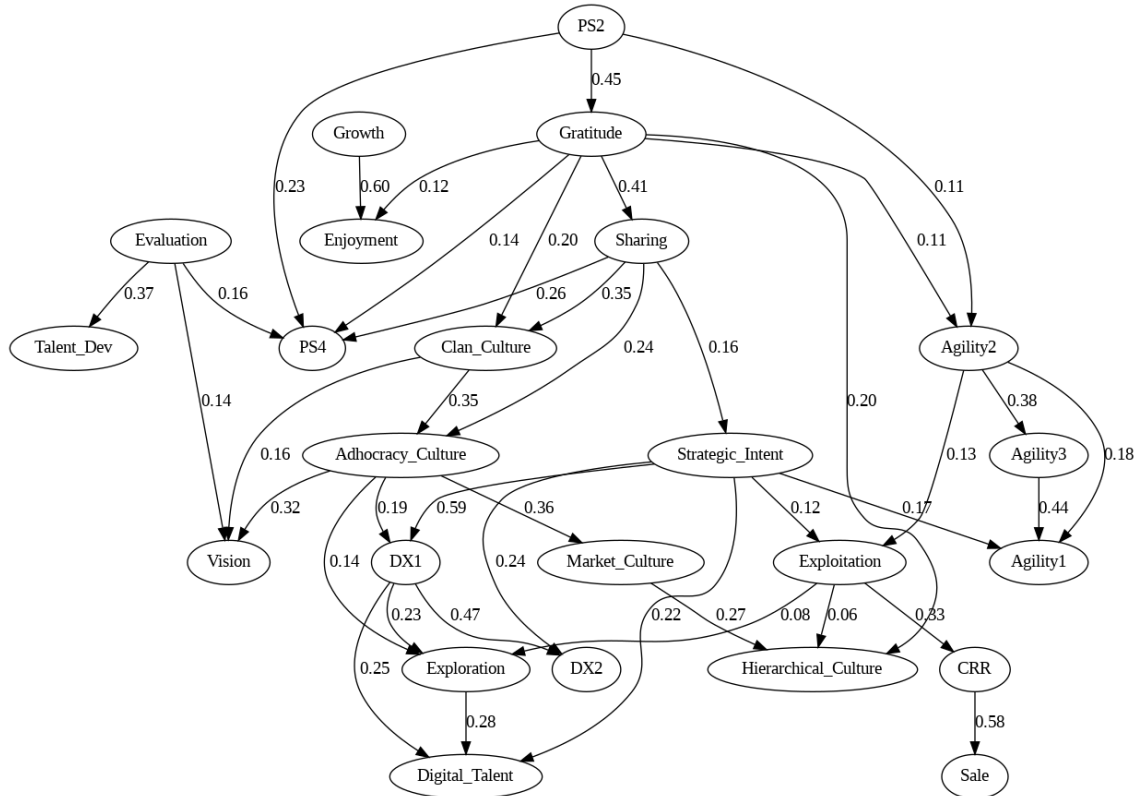 PS2
0.45
Growth
Gratitude
0.23
0.60
0.12
0.41
0.11
Evaluation
Enjoyment
0.14
0.20
Sharing
0.11
0.37
0.16
0.26
0.35
Talent_Dev
PS4
Clan_Culture
0.24
0.16
Agility2
0.14
0.35
0.20
0.38
0.16
Adhocracy_Culture
Strategic_Intent
0.13
Agility3
0.18
0.32
0.19
0.59
0.36
0.12
0.17
0.44
Vision
0.14
DX1
0.24
Market_Culture
Exploitation
Agility1
0.23
0.47
0.22
0.27
0.08
0.06
0.33
0.25
Exploration
DX2
Hierarchical_Culture
CRR
0.28
0.58
Digital_Talent
Sale